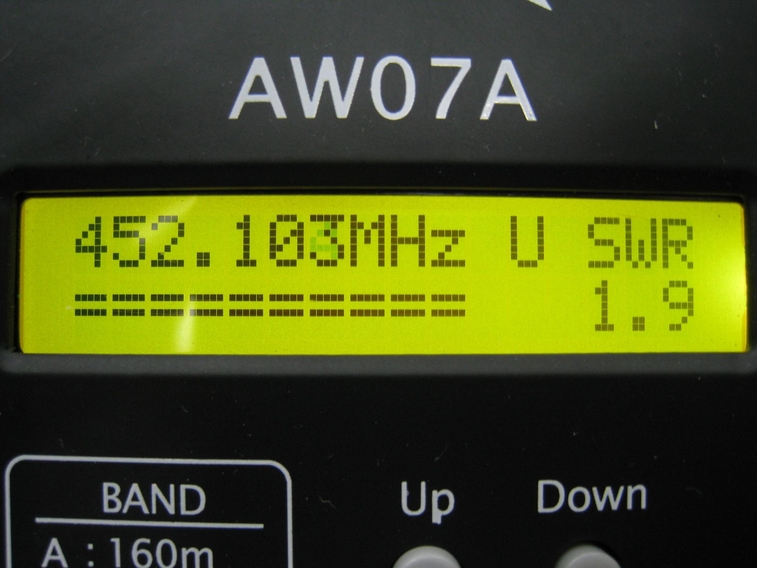 AW07A
452.103MHz U SWR
=========== 1.9
BAND
Up
Down
A : 160m